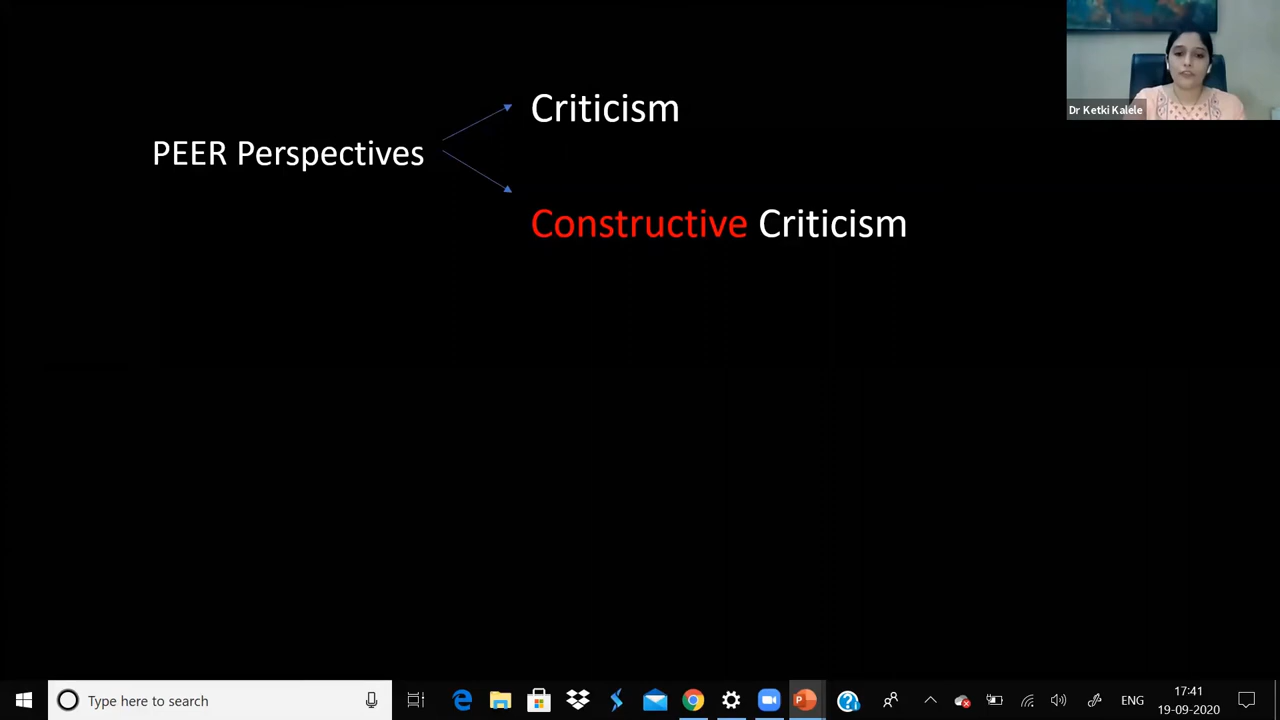 Criticism
PEER Perspectives
Constructive Criticism
Dr Ketki Kalele
Type here to search
ENG
17:41
19-09-2020